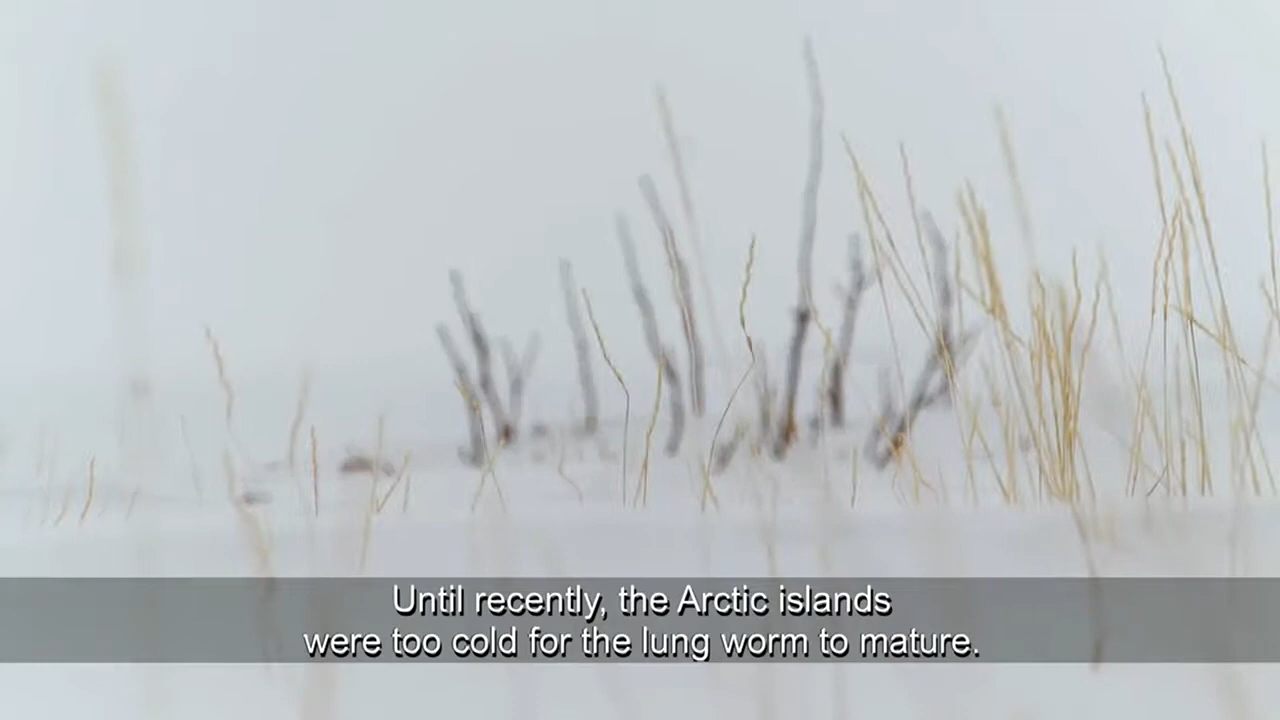 Until recently, the Arctic islands
were too cold for the lung worm to mature.